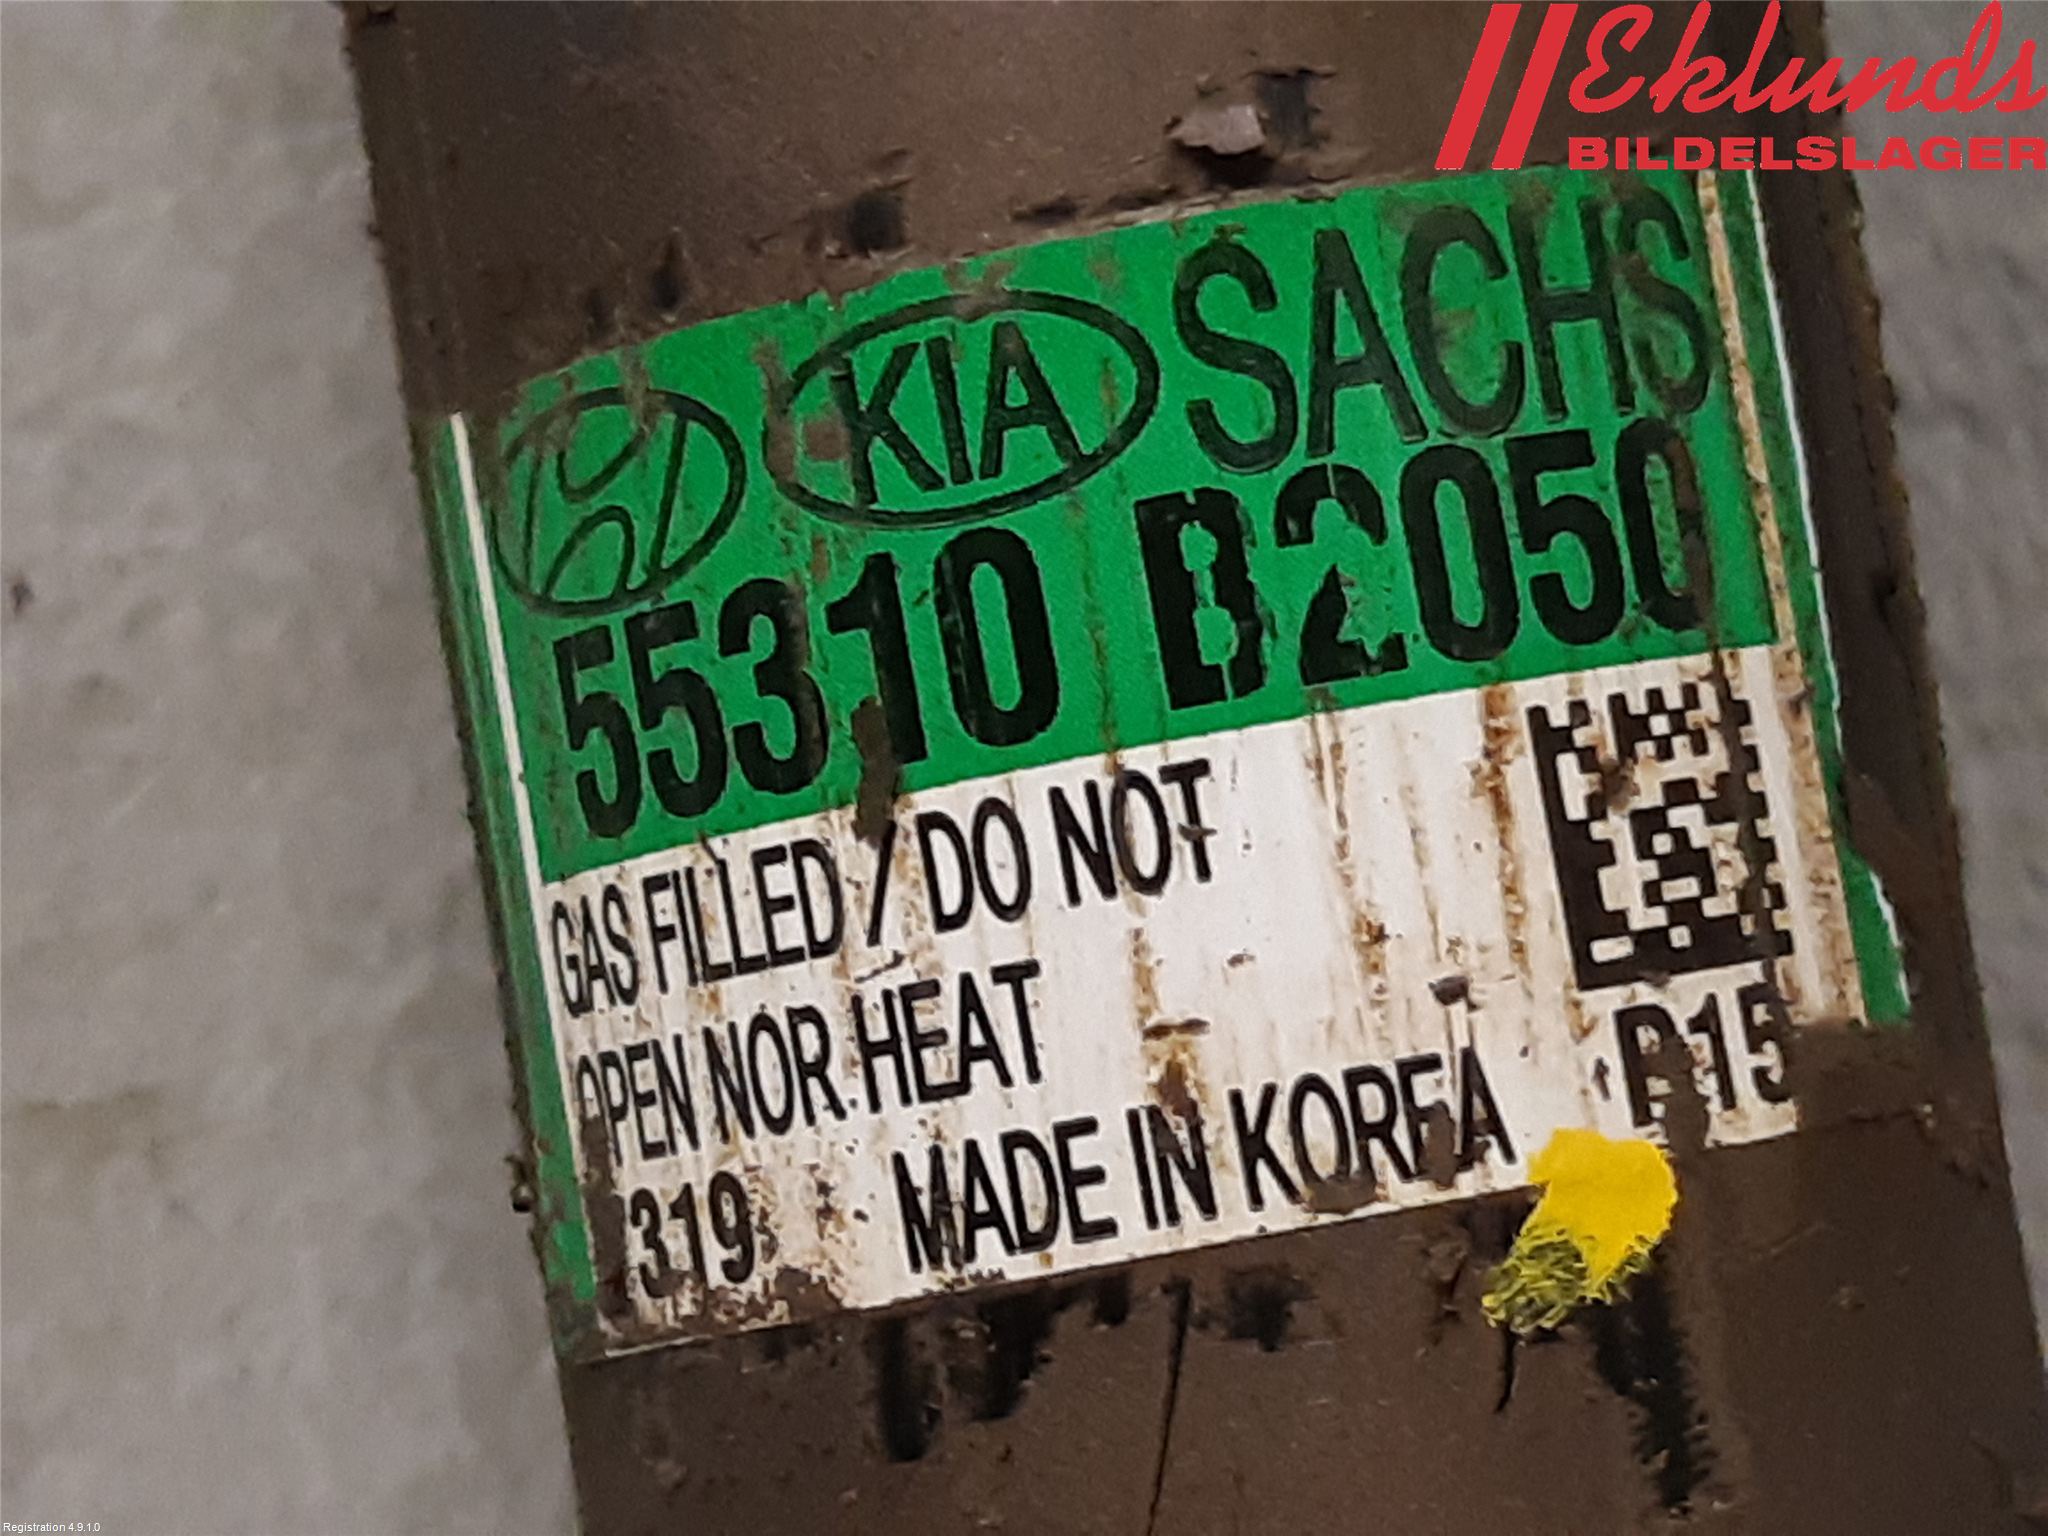 Eklunds
BILDELSLAGER
KIA SACHS
55310 B2050
GAS FILLED / DO NOT
OPEN NOR HEAT
319 MADE IN KOREA
Registration 4.9.1.0